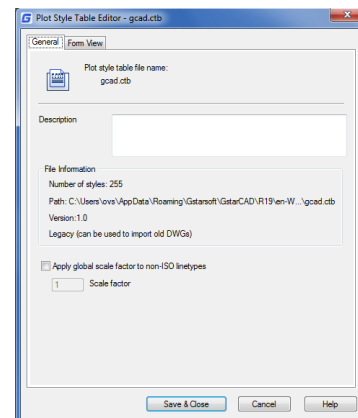 Plot Style Table Editor - gcad.ctb
General Form View
Plot style table file name:
gcad.ctb
Description
File Information
Number of styles: 255
Path: C:\Users\ovs\AppData\Roaming\Gstarsoft\GstarCAD\R19\en-W...\gcad.ctb
Version:1.0
Legacy (can be used to import old DWGs)
Apply global scale factor to non-ISO linetypes
1 Scale factor
Save & Close Cancel Help